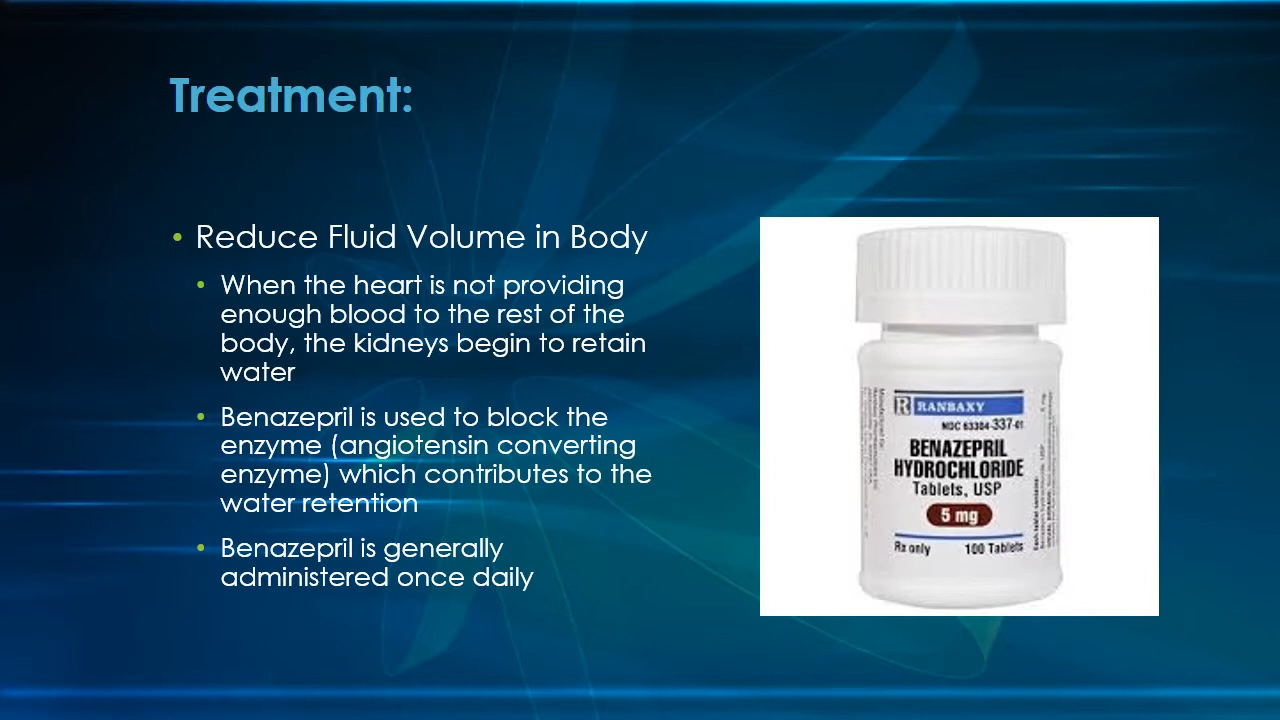 Treatment:
• Reduce Fluid Volume in Body
• When the heart is not providing
enough blood to the rest of the
body, the kidneys begin to retain
water
• Benazepril is used to block the
enzyme (angiotensin converting
enzyme) which contributes to the
water retention
• Benazepril is generally
administered once daily
R RANBAXY
NDC 63304-337-01
BENAZEPRIL
HYDROCHLORIDE
Tablets, USP
5 mg
Rx only 100 Tablets